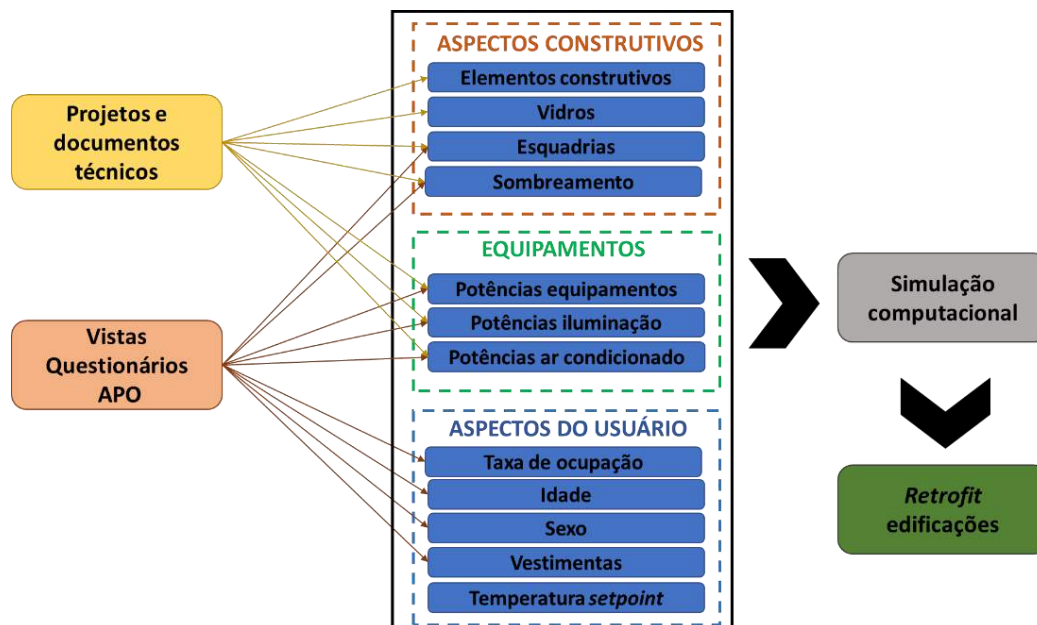 Projetos e
documentos
técnicos
Vistas
Questionários
APO
ASPECTOS CONSTRUTIVOS
Elementos construtivos
Vidros
Esquadrias
Sombreamento
EQUIPAMENTOS
Potências equipamentos
Potências iluminação
Potências ar condicionado
ASPECTOS DO USUÁRIO
Taxa de ocupação
Idade
Sexo
Vestimentas
Temperatura setpoint
Simulação
computacional
Retrofit
edificações